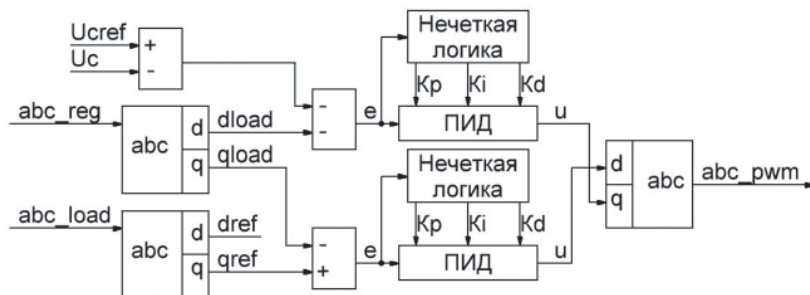 Ucref
Uc
+
-
Нечеткая
логика
Kp Ki Kd
-
-
e
ПИД
u
abc_reg
abc
d
q
dload
qload
Нечеткая
логика
Kp Ki Kd
-
+
e
ПИД
u
abc_load
abc
d
q
dref
qref
d
q
abc
abc_pwm